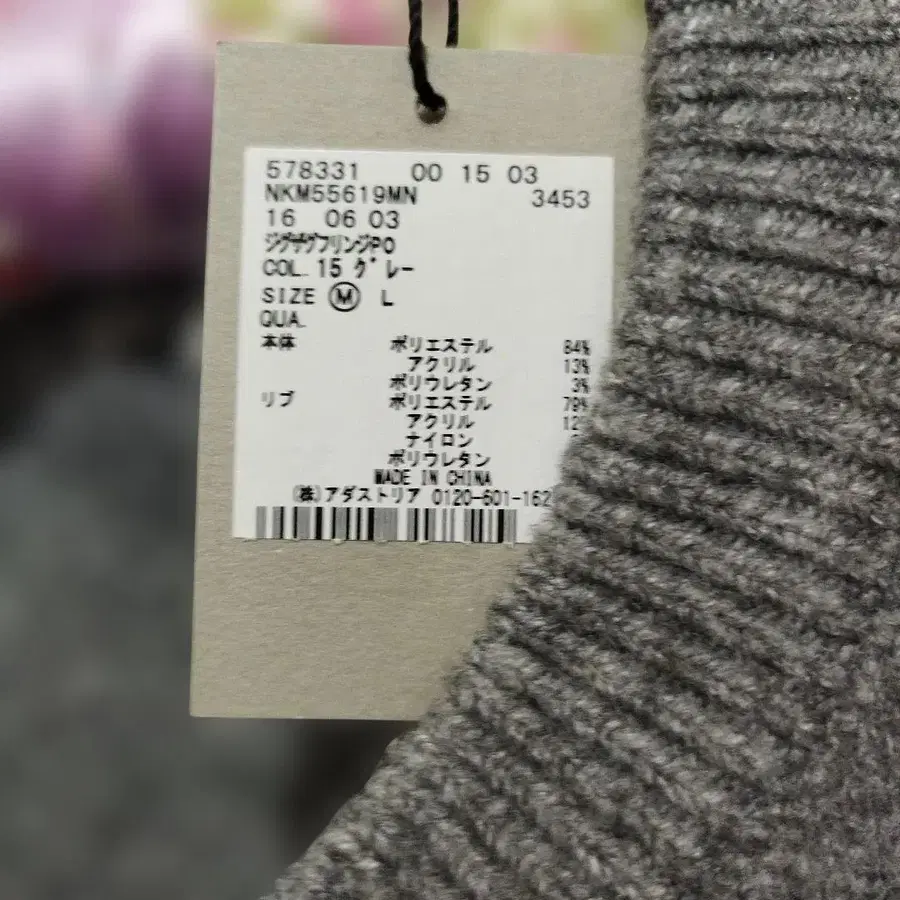 578331 00 15 03
NKM55619MN 3453
16 06 03
ジグザグフリンジPO
COL. 15 グレー
SIZE Ⓜ L
QUA.
本体 ポリエステル 84%
アクリル 13%
ポリウレタン 3%
リブ ポリエステル 79%
アクリル 12
ナイロン
ポリウレタン
MADE IN CHINA
(株)アダストリア 0120-601-162